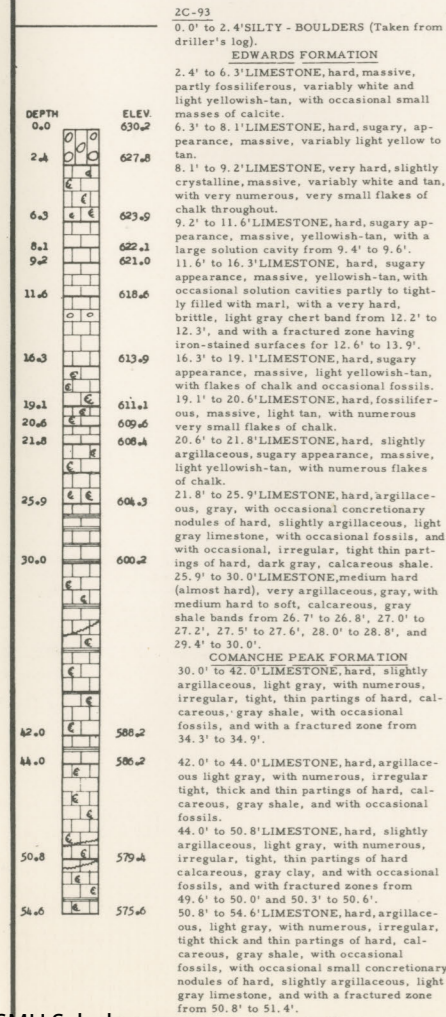 2C-93
0.0' to 2.4'SILTY - BOULDERS (Taken from
driller's log).
EDWARDS FORMATION
2.4' to 6.3'LIMESTONE, hard, massive,
partly fossiliferous, variably white and
light yellowish-tan, with occasional small
masses of calcite.
6.3' to 8.1'LIMESTONE, hard, sugary, ap-
pearance, massive, variably light yellow to
tan.
8.1' to 9.2'LIMESTONE, very hard, slightly
crystalline, massive, variably white and tan,
with very numerous, very small flakes of
chalk throughout.
9.2' to 11.6'LIMESTONE, hard, sugary ap-
pearance, massive, yellowish-tan, with a
large solution cavity from 9.4' to 9.6'.
11.6' to 16.3'LIMESTONE, hard, sugary
appearance, massive, yellowish-tan, with
occasional solution cavities partly to tight-
ly filled with marl, with a very hard,
brittle, light gray chert band from 12.2' to
12.3', and with a fractured zone having
iron-stained surfaces for 12.6' to 13.9'.
16.3' to 19.1'LIMESTONE, hard, sugary
appearance, massive, light yellowish-tan,
with flakes of chalk and occasional fossils.
19.1' to 20.6'LIMESTONE, hard, fossilifer-
ous, massive, light tan, with numerous
very small flakes of chalk.
20.6' to 21.8'LIMESTONE, hard, slightly
argillaceous, sugary appearance, massive,
light yellowish-tan, with numerous flakes
of chalk.
21.8' to 25.9'LIMESTONE, hard, argillace-
ous, gray, with occasional concretionary
nodules of hard, slightly argillaceous, light
gray limestone, with occasional fossils, and
with occasional, irregular, tight thin part-
ings of hard, dark gray, calcareous shale.
25.9' to 30.0'LIMESTONE, medium hard
(almost hard), very argillaceous, gray, with
medium hard to soft, calcareous, gray
shale bands from 26.7' to 26.8', 27.0' to
27.2', 27.5' to 27.6', 28.0' to 28.8', and
29.4' to 30.0'.
COMANCHE PEAK FORMATION
30.0' to 42.0'LIMESTONE, hard, slightly
argillaceous, light gray, with numerous,
irregular, tight, thin partings of hard, cal-
careous, gray shale, with occasional
fossils, and with a fractured zone from
34.3' to 34.9'.
42.0' to 44.0'LIMESTONE, hard, argillace-
ous light gray, with numerous, irregular
tight, thick and thin partings of hard, cal-
careous, gray shale, and with occasional
fossils.
44.0' to 50.8'LIMESTONE, hard, slightly
argillaceous, light gray, with numerous,
irregular, tight, thin partings of hard
calcareous, gray clay, and with occasional
fossils, and with fractured zones from
49.6' to 50.0' and 50.3' to 50.6'.
50.8' to 54.6'LIMESTONE, hard, argillace-
ous, light gray, with numerous, irregular,
tight thick and thin partings of hard, cal-
careous, gray shale, with occasional
fossils, with occasional small concretionary
nodules of hard, slightly argillaceous, light
gray limestone, and with a fractured zone
from 50.8' to 51.4'.
DEPTH ELEV.
0.0 630.2
2.4 627.8
6.3 623.9
8.1 622.1
9.2 621.0
11.6 618.6
16.3 613.9
19.1 611.1
20.6 609.6
21.8 608.4
25.9 604.3
30.0 600.2
42.0 588.2
44.0 586.2
50.8 579.4
54.6 575.6